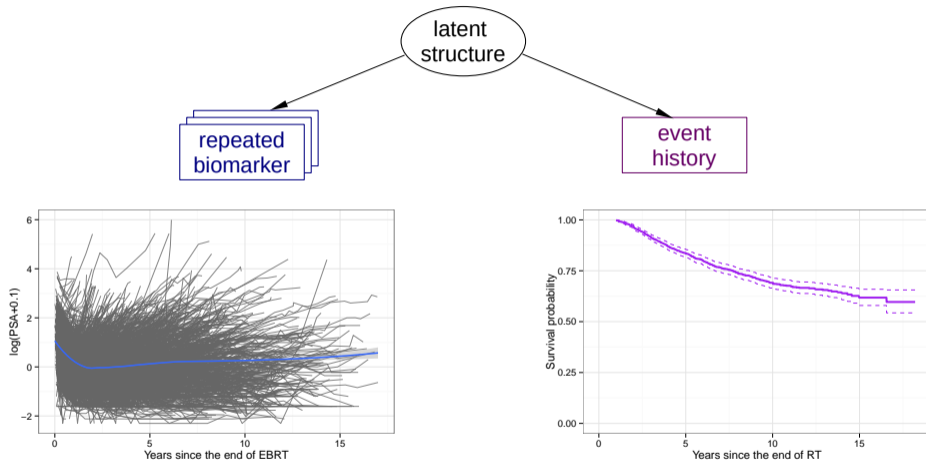 latent
structure
repeated
biomarker
event
history
6
4
2
0
−2
log(PSA+0.1)
0
5
10
15
Years since the end of EBRT
1.00
0.75
0.50
0.25
0.00
Survival probability
0
5
10
15
Years since the end of RT